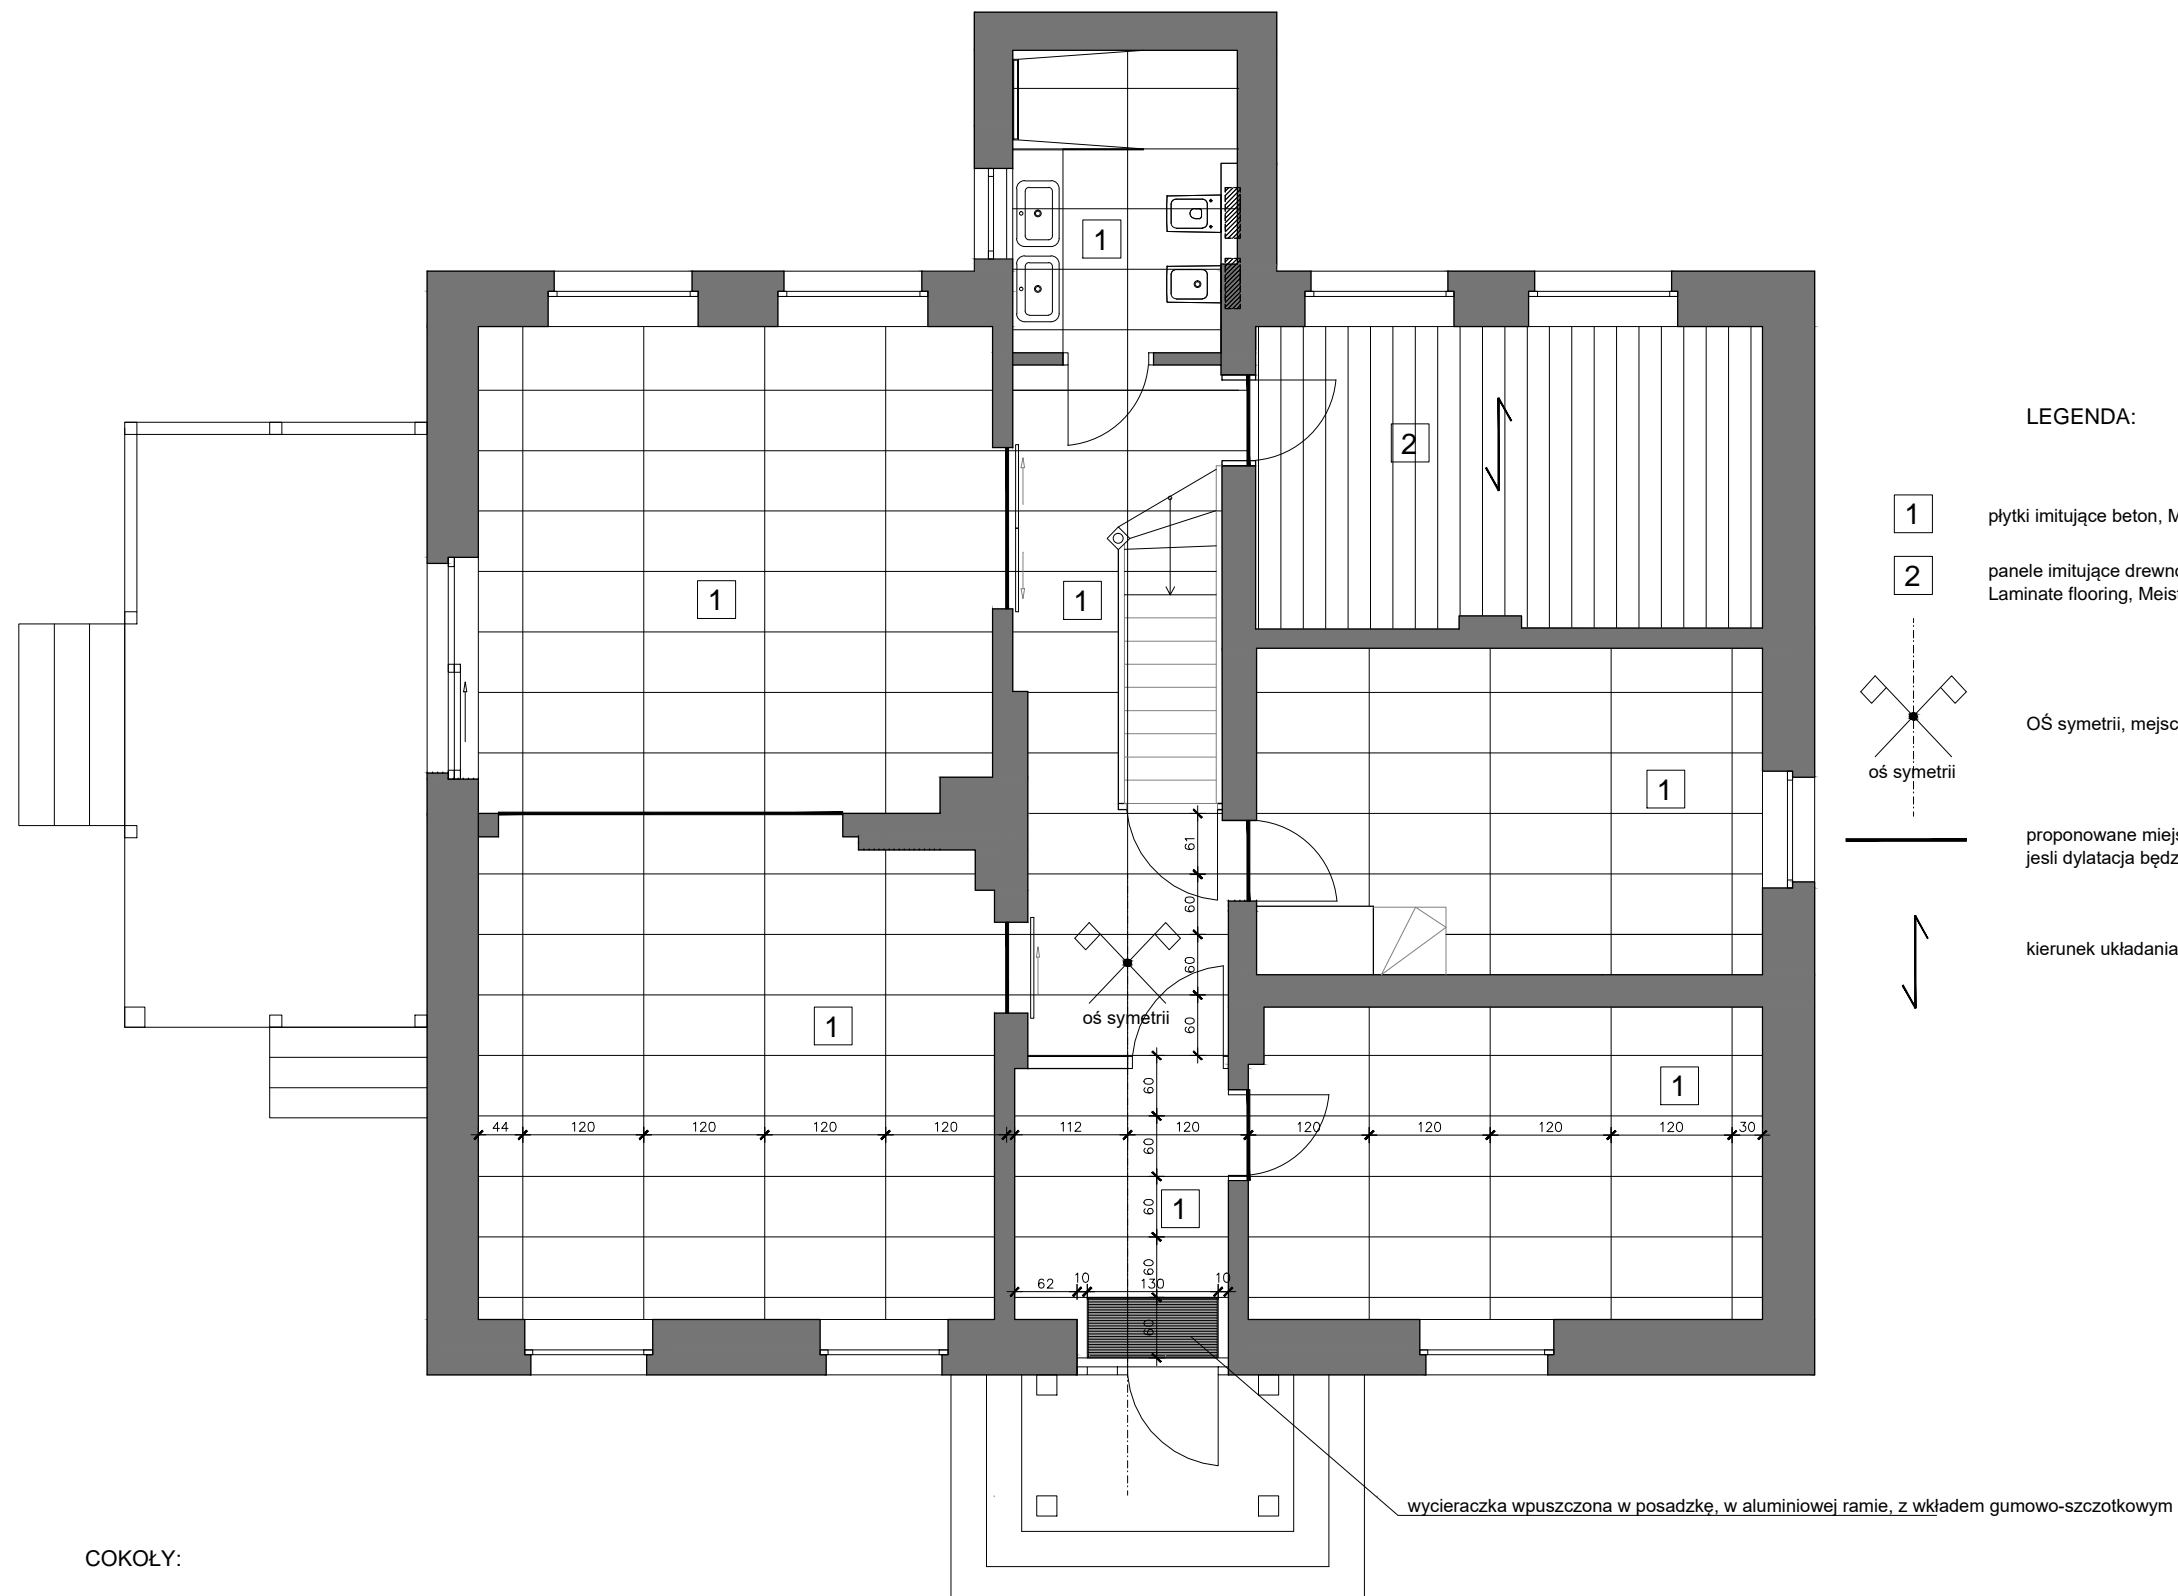 1
2
1
1
1
1
1
1
61
60
60
60
oś symetrii
60
60
60
60
60
44
120
120
120
120
112
120
120
120
120
120
30
62
10
130
10
LEGENDA:
1
płytki imitujące beton, M
2
panele imitujące drewno
Laminate flooring, Meist
OŚ symetrii, mejsc
oś symetrii
proponowane miejs
jesli dylatacja będz
kierunek układania
wycieraczka wpuszczona w posadzkę, w aluminiowej ramie, z wkładem gumowo-szczotkowym
COKOŁY: